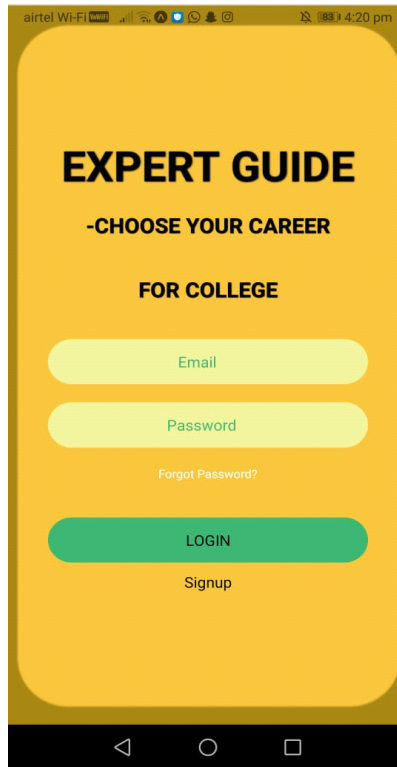 airtel Wi-Fi VoWiFi 83 4:20 pm
EXPERT GUIDE
-CHOOSE YOUR CAREER
FOR COLLEGE
Email
Password
Forgot Password?
LOGIN
Signup